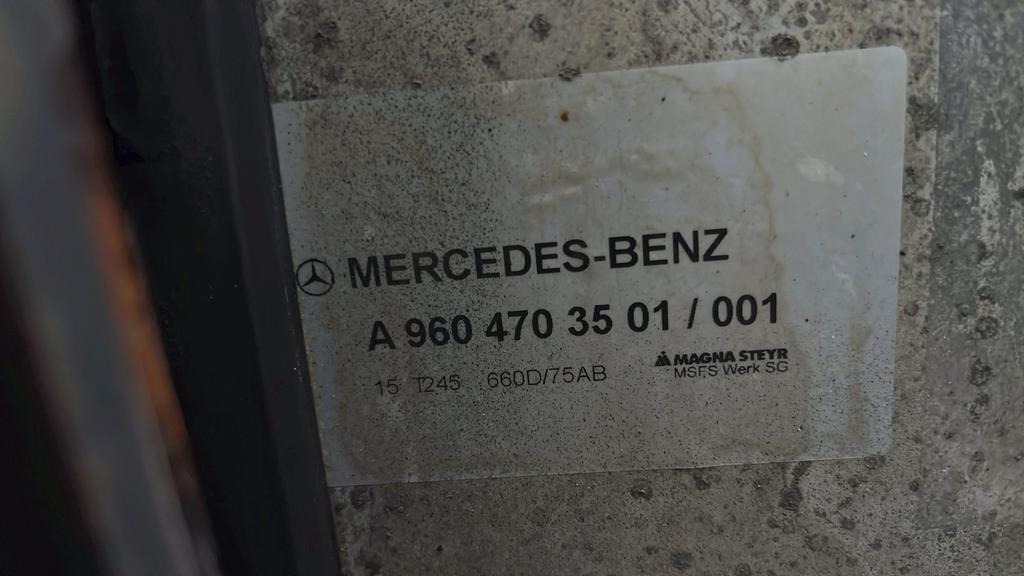 MERCEDES-BENZ
A 960 470 35 01 / 001
MAGNA STEYR
15 T245 660D/75AB MSFS Werk SG